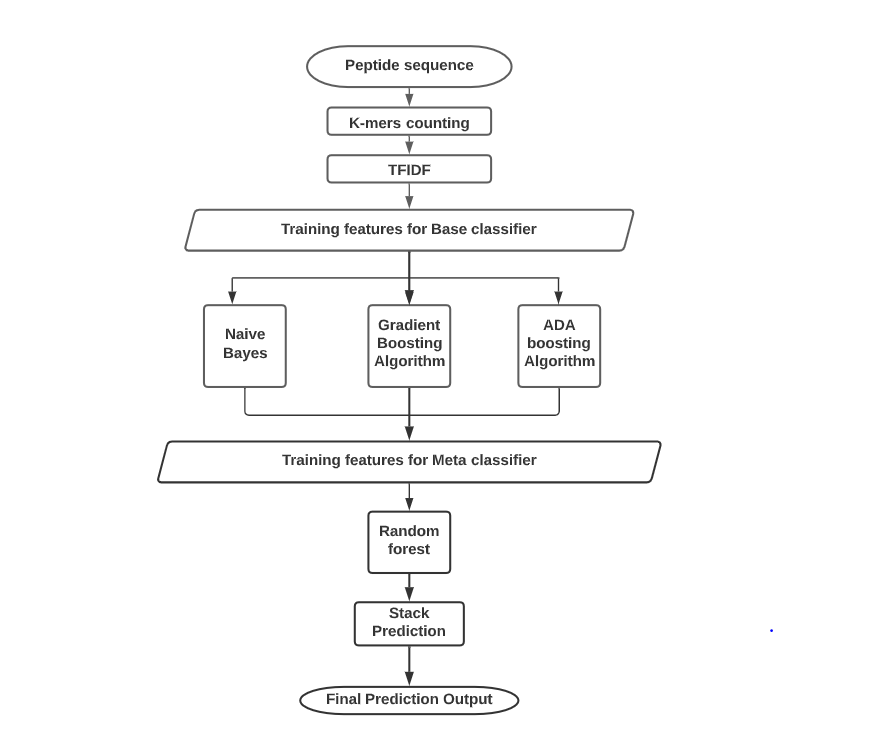 Peptide sequence
K-mers counting
TFIDF
Training features for Base classifier
Naive
Bayes
Gradient
Boosting
Algorithm
ADA
boosting
Algorithm
Training features for Meta classifier
Random
forest
Stack
Prediction
Final Prediction Output